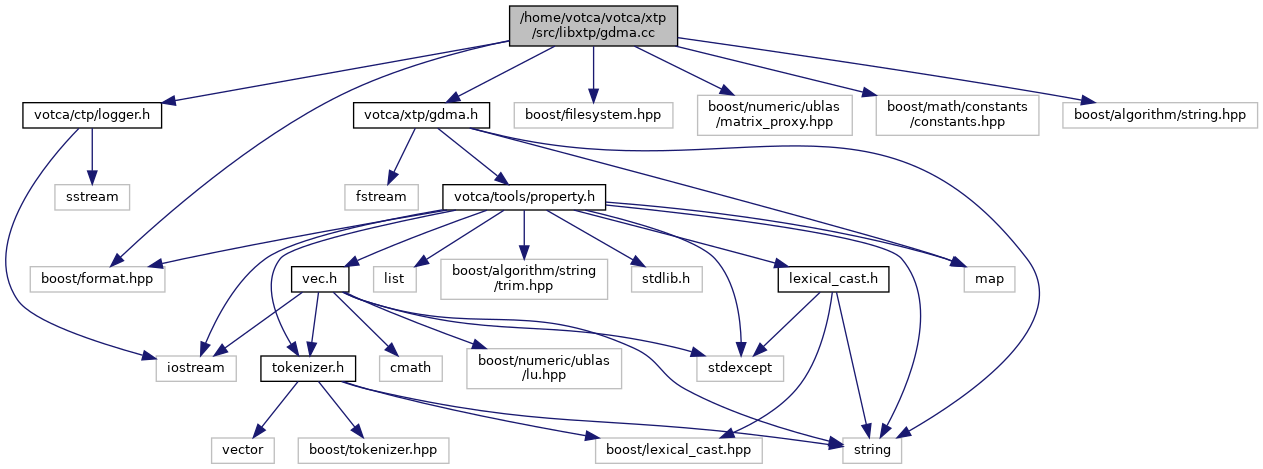 /home/votca/votca/xtp
/src/libxtp/gdma.cc
votca/ctp/logger.h
votca/xtp/gdma.h
boost/filesystem.hpp
boost/numeric/ublas
/matrix_proxy.hpp
boost/math/constants
/constants.hpp
boost/algorithm/string.hpp
sstream
fstream
votca/tools/property.h
boost/format.hpp
vec.h
list
boost/algorithm/string
/trim.hpp
stdlib.h
lexical_cast.h
map
iostream
tokenizer.h
cmath
boost/numeric/ublas
/lu.hpp
stdexcept
vector
boost/tokenizer.hpp
boost/lexical_cast.hpp
string